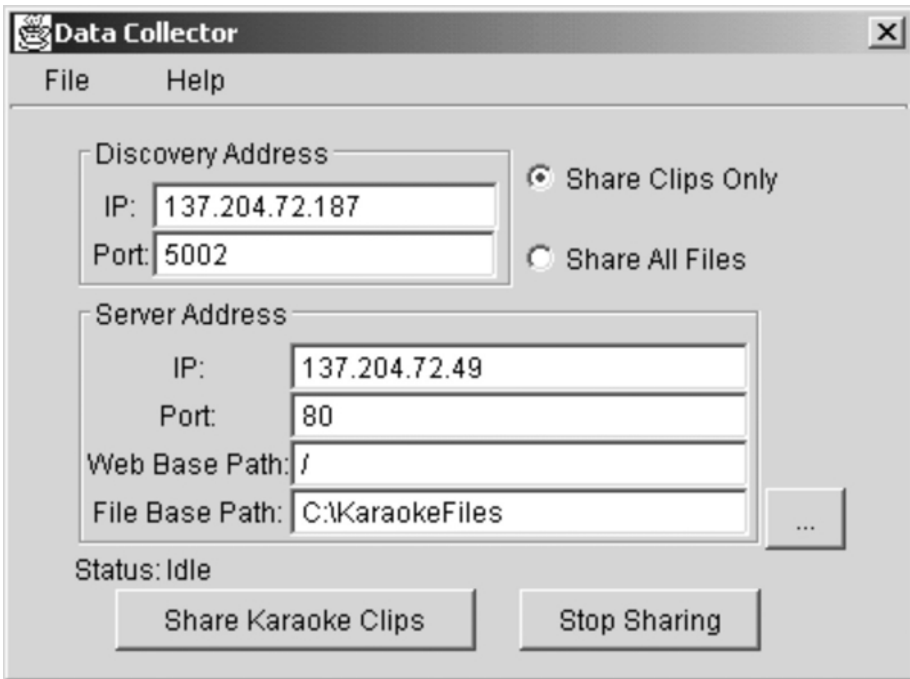 Data Collector
File Help
Discovery Address
IP: 137.204.72.187
Port: 5002
Share Clips Only
Share All Files
Server Address
IP: 137.204.72.49
Port: 80
Web Base Path: /
File Base Path: C:\KaraokeFiles
...
Status: Idle
Share Karaoke Clips
Stop Sharing